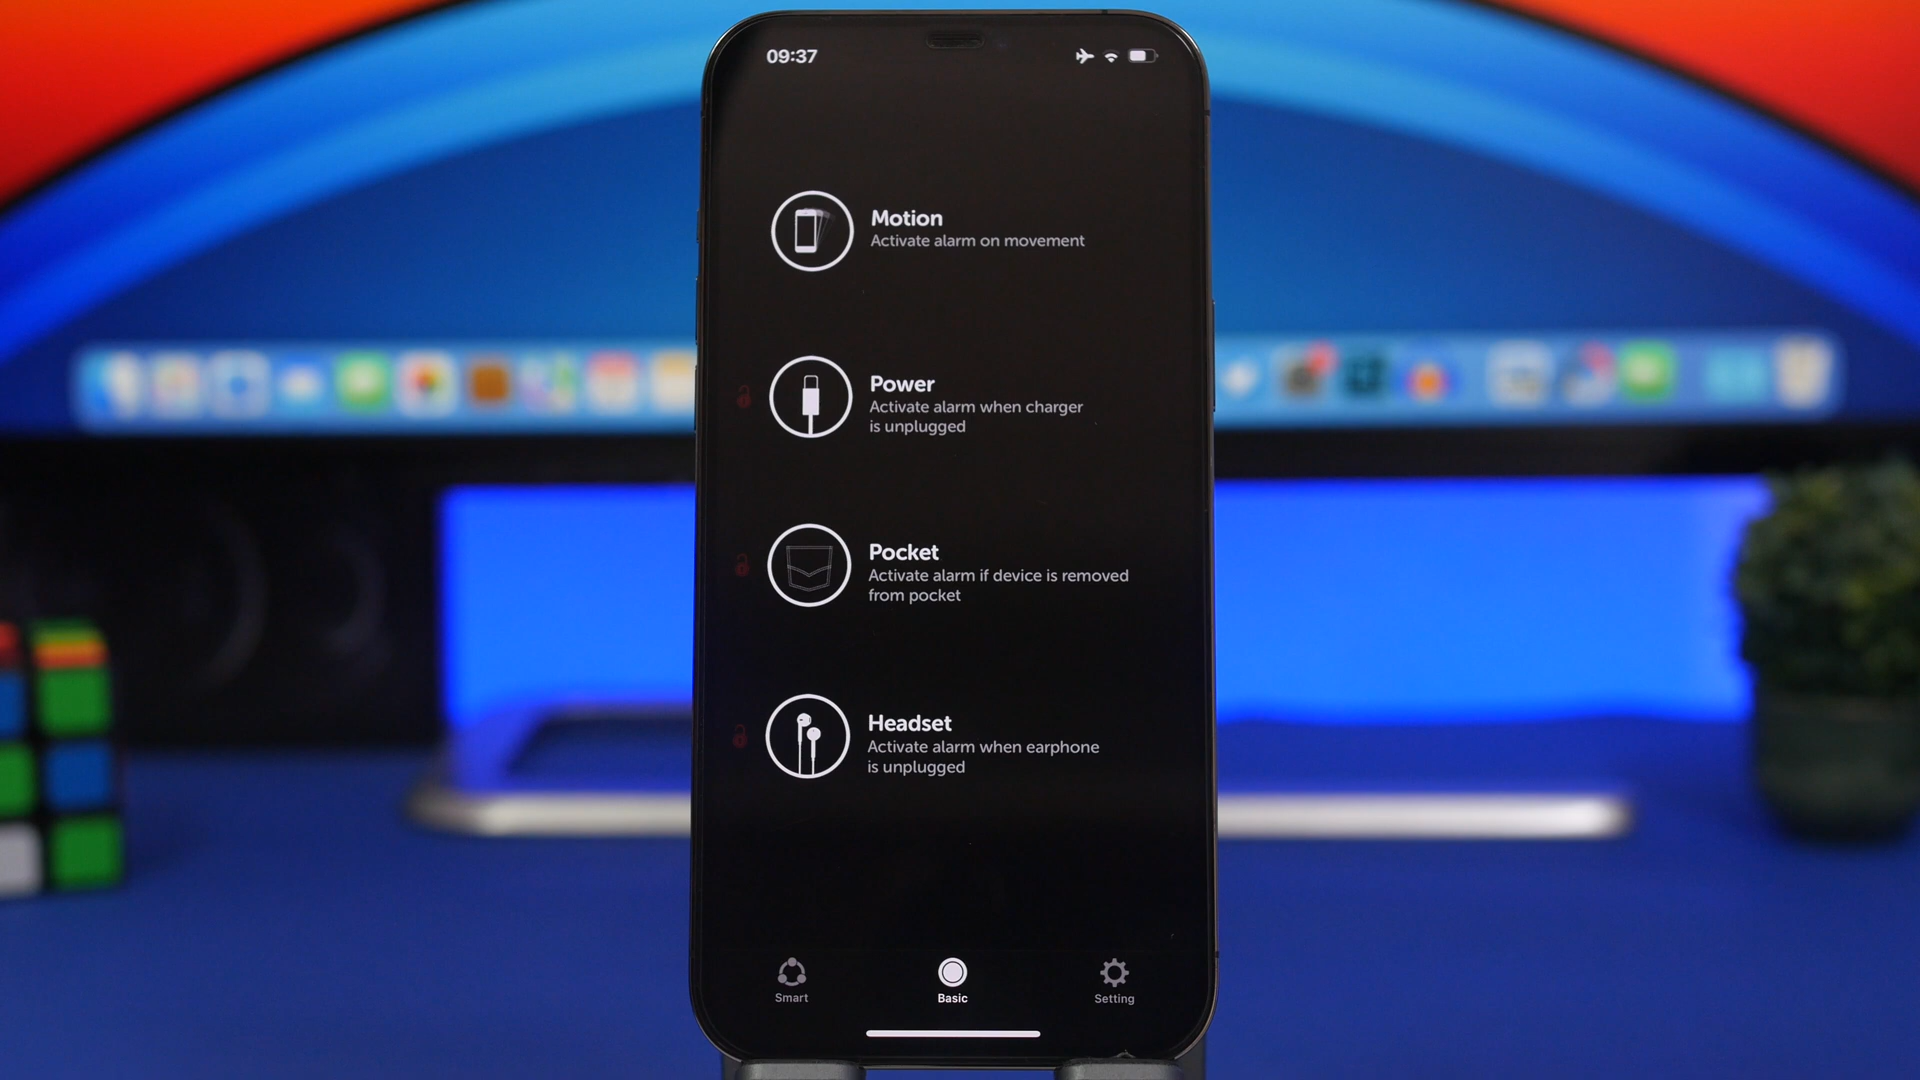 09:37
Motion
Activate alarm on movement
Power
Activate alarm when charger
is unplugged
Pocket
Activate alarm if device is removed
from pocket
Headset
Activate alarm when earphone
is unplugged
Smart
Basic
Setting